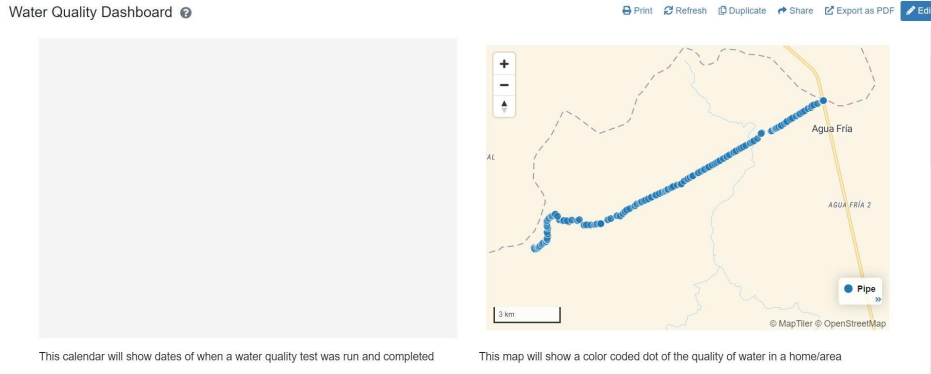 Water Quality Dashboard ?
Print Refresh Duplicate Share Export as PDF Edi
+
−
AL
Agua Fría
AGUA FRÍA 2
Pipe
»
3 km
© MapTiler © OpenStreetMap
This calendar will show dates of when a water quality test was run and completed
This map will show a color coded dot of the quality of water in a home/area